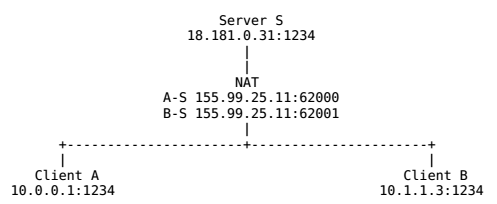 Server S
18.181.0.31:1234
|
|
NAT
A-S 155.99.25.11:62000
B-S 155.99.25.11:62001
|
+----------------------+----------------------+
|                                             |
Client A                               Client B
10.0.0.1:1234                     10.1.1.3:1234